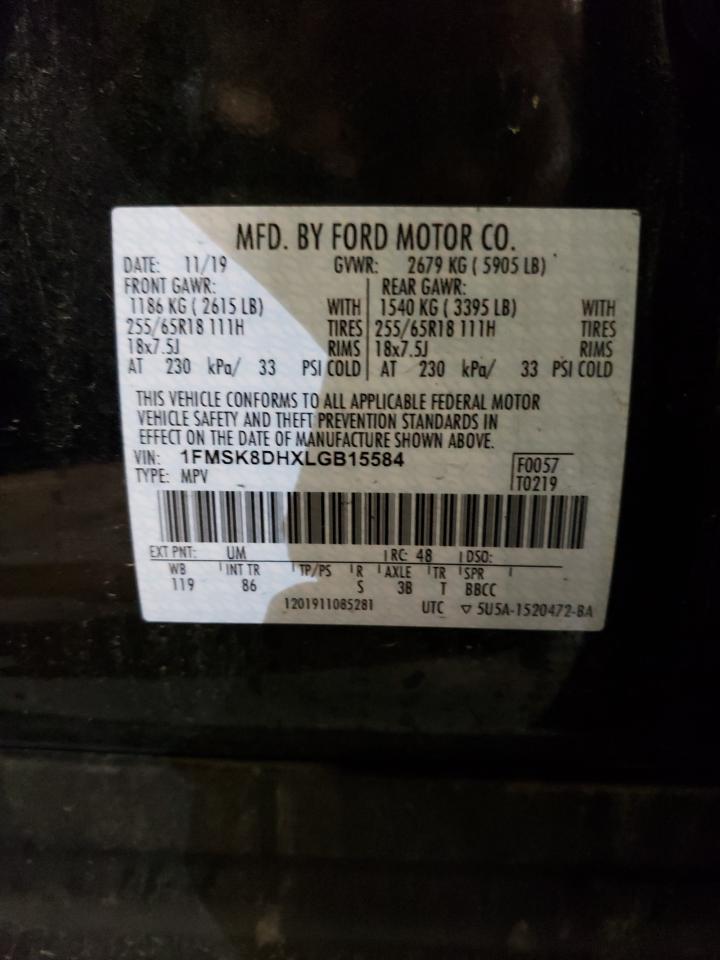 MFD. BY FORD MOTOR CO.
DATE: 11/19 GVWR: 2679 KG ( 5905 LB)
FRONT GAWR: REAR GAWR:
1186 KG ( 2615 LB) WITH 1540 KG ( 3395 LB) WITH
255/65R18 111H TIRES 255/65R18 111H TIRES
18x7.5J RIMS 18x7.5J RIMS
AT 230 kPa/ 33 PSI COLD AT 230 kPa/ 33 PSI COLD
THIS VEHICLE CONFORMS TO ALL APPLICABLE FEDERAL MOTOR
VEHICLE SAFETY AND THEFT PREVENTION STANDARDS IN
EFFECT ON THE DATE OF MANUFACTURE SHOWN ABOVE.
VIN: 1FMSK8DHXLGB15584 F0057
TYPE: MPV T0219
EXT PNT: UM RC: 48 DSO:
WB INT TR TP/PS R AXLE TR SPR
119 86 S 3B T BBCC
1201911085281 UTC ▽ 5U5A-1520472-BA